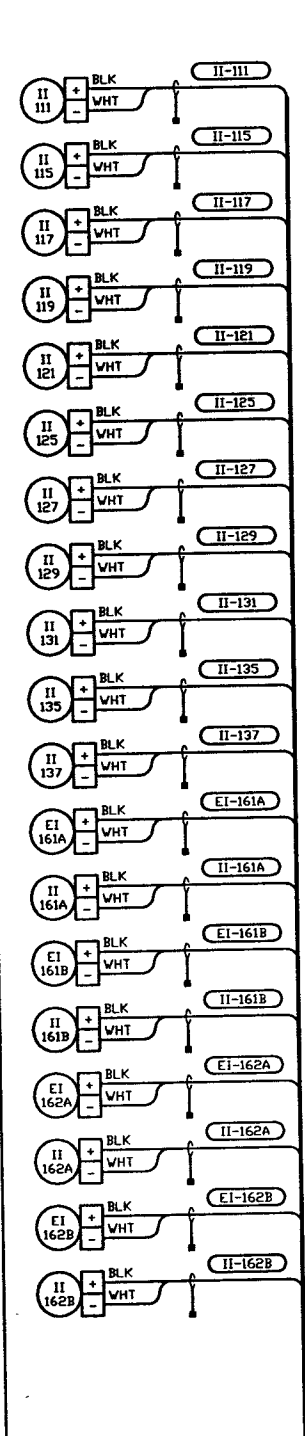 II-111
BLK
II
111
+
WHT
-
II-115
BLK
II
115
+
WHT
-
II-117
BLK
II
117
+
WHT
-
II-119
BLK
II
119
+
WHT
-
II-121
BLK
II
121
+
WHT
-
II-125
BLK
II
125
+
WHT
-
II-127
BLK
II
127
+
WHT
-
II-129
BLK
II
129
+
WHT
-
II-131
BLK
II
131
+
WHT
-
II-135
BLK
II
135
+
WHT
-
II-137
BLK
II
137
+
WHT
-
EI-161A
BLK
EI
161A
+
WHT
-
II-161A
BLK
II
161A
+
WHT
-
EI-161B
BLK
EI
161B
+
WHT
-
II-161B
BLK
II
161B
+
WHT
-
EI-162A
BLK
EI
162A
+
WHT
-
II-162A
BLK
II
162A
+
WHT
-
EI-162B
BLK
EI
162B
+
WHT
-
II-162B
BLK
II
162B
+
WHT
-